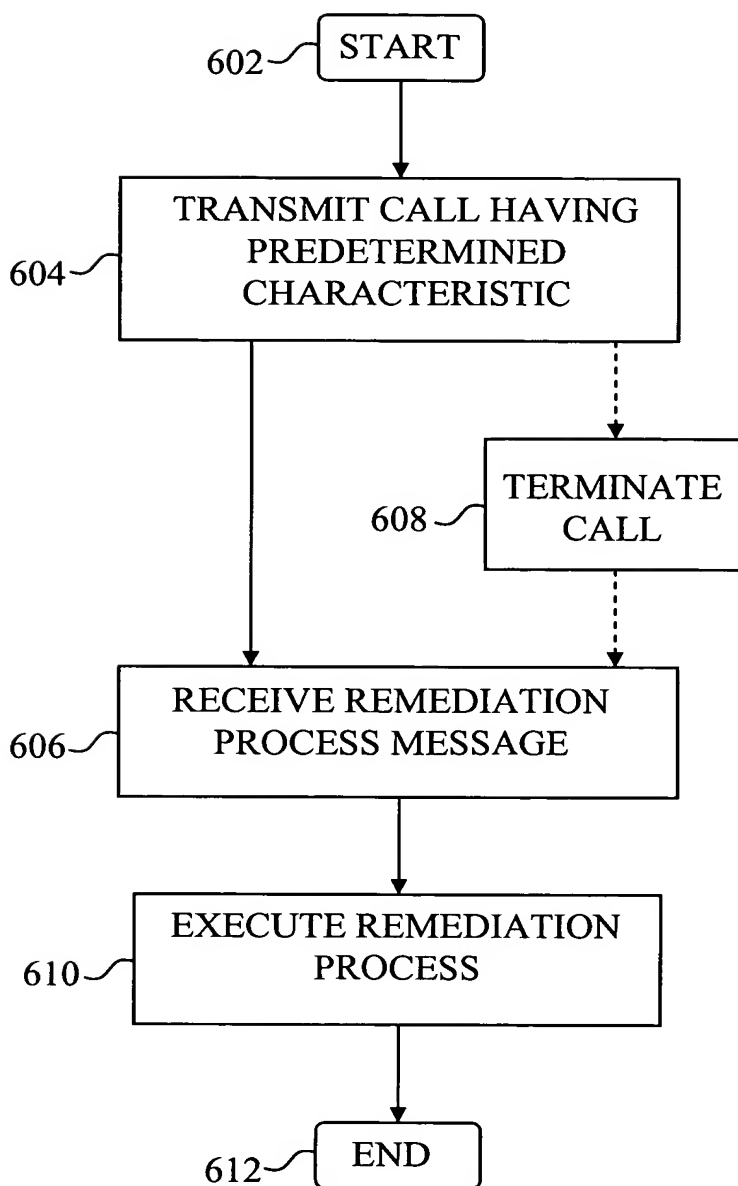 602
START
TRANSMIT CALL HAVING
PREDETERMINED
CHARACTERISTIC
604
TERMINATE
CALL
608
RECEIVE REMEDIATION
PROCESS MESSAGE
606
EXECUTE REMEDIATION
PROCESS
610
END
612